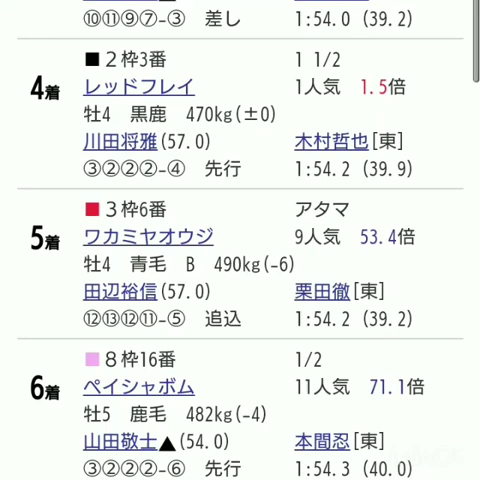 ⑩⑪⑨⑦-③ 差し 1:54.0 (39.2)
■2枠3番 1 1/2
4着 レッドフレイ 1人気 1.5倍
牡4 黒鹿 470kg(±0)
川田将雅(57.0) 木村哲也[東]
③②②②-④ 先行 1:54.2 (39.9)
■3枠6番 アタマ
5着 ワカミヤオウジ 9人気 53.4倍
牡4 青毛 B 490kg(-6)
田辺裕信(57.0) 栗田徹[東]
⑫⑬⑫⑪-⑤ 追込 1:54.2 (39.2)
■8枠16番 1/2
6着 ペイシャボム 11人気 71.1倍
牡5 鹿毛 482kg(-4)
山田敬士▲(54.0) 本間忍[東]
③②②②-⑥ 先行 1:54.3 (40.0)